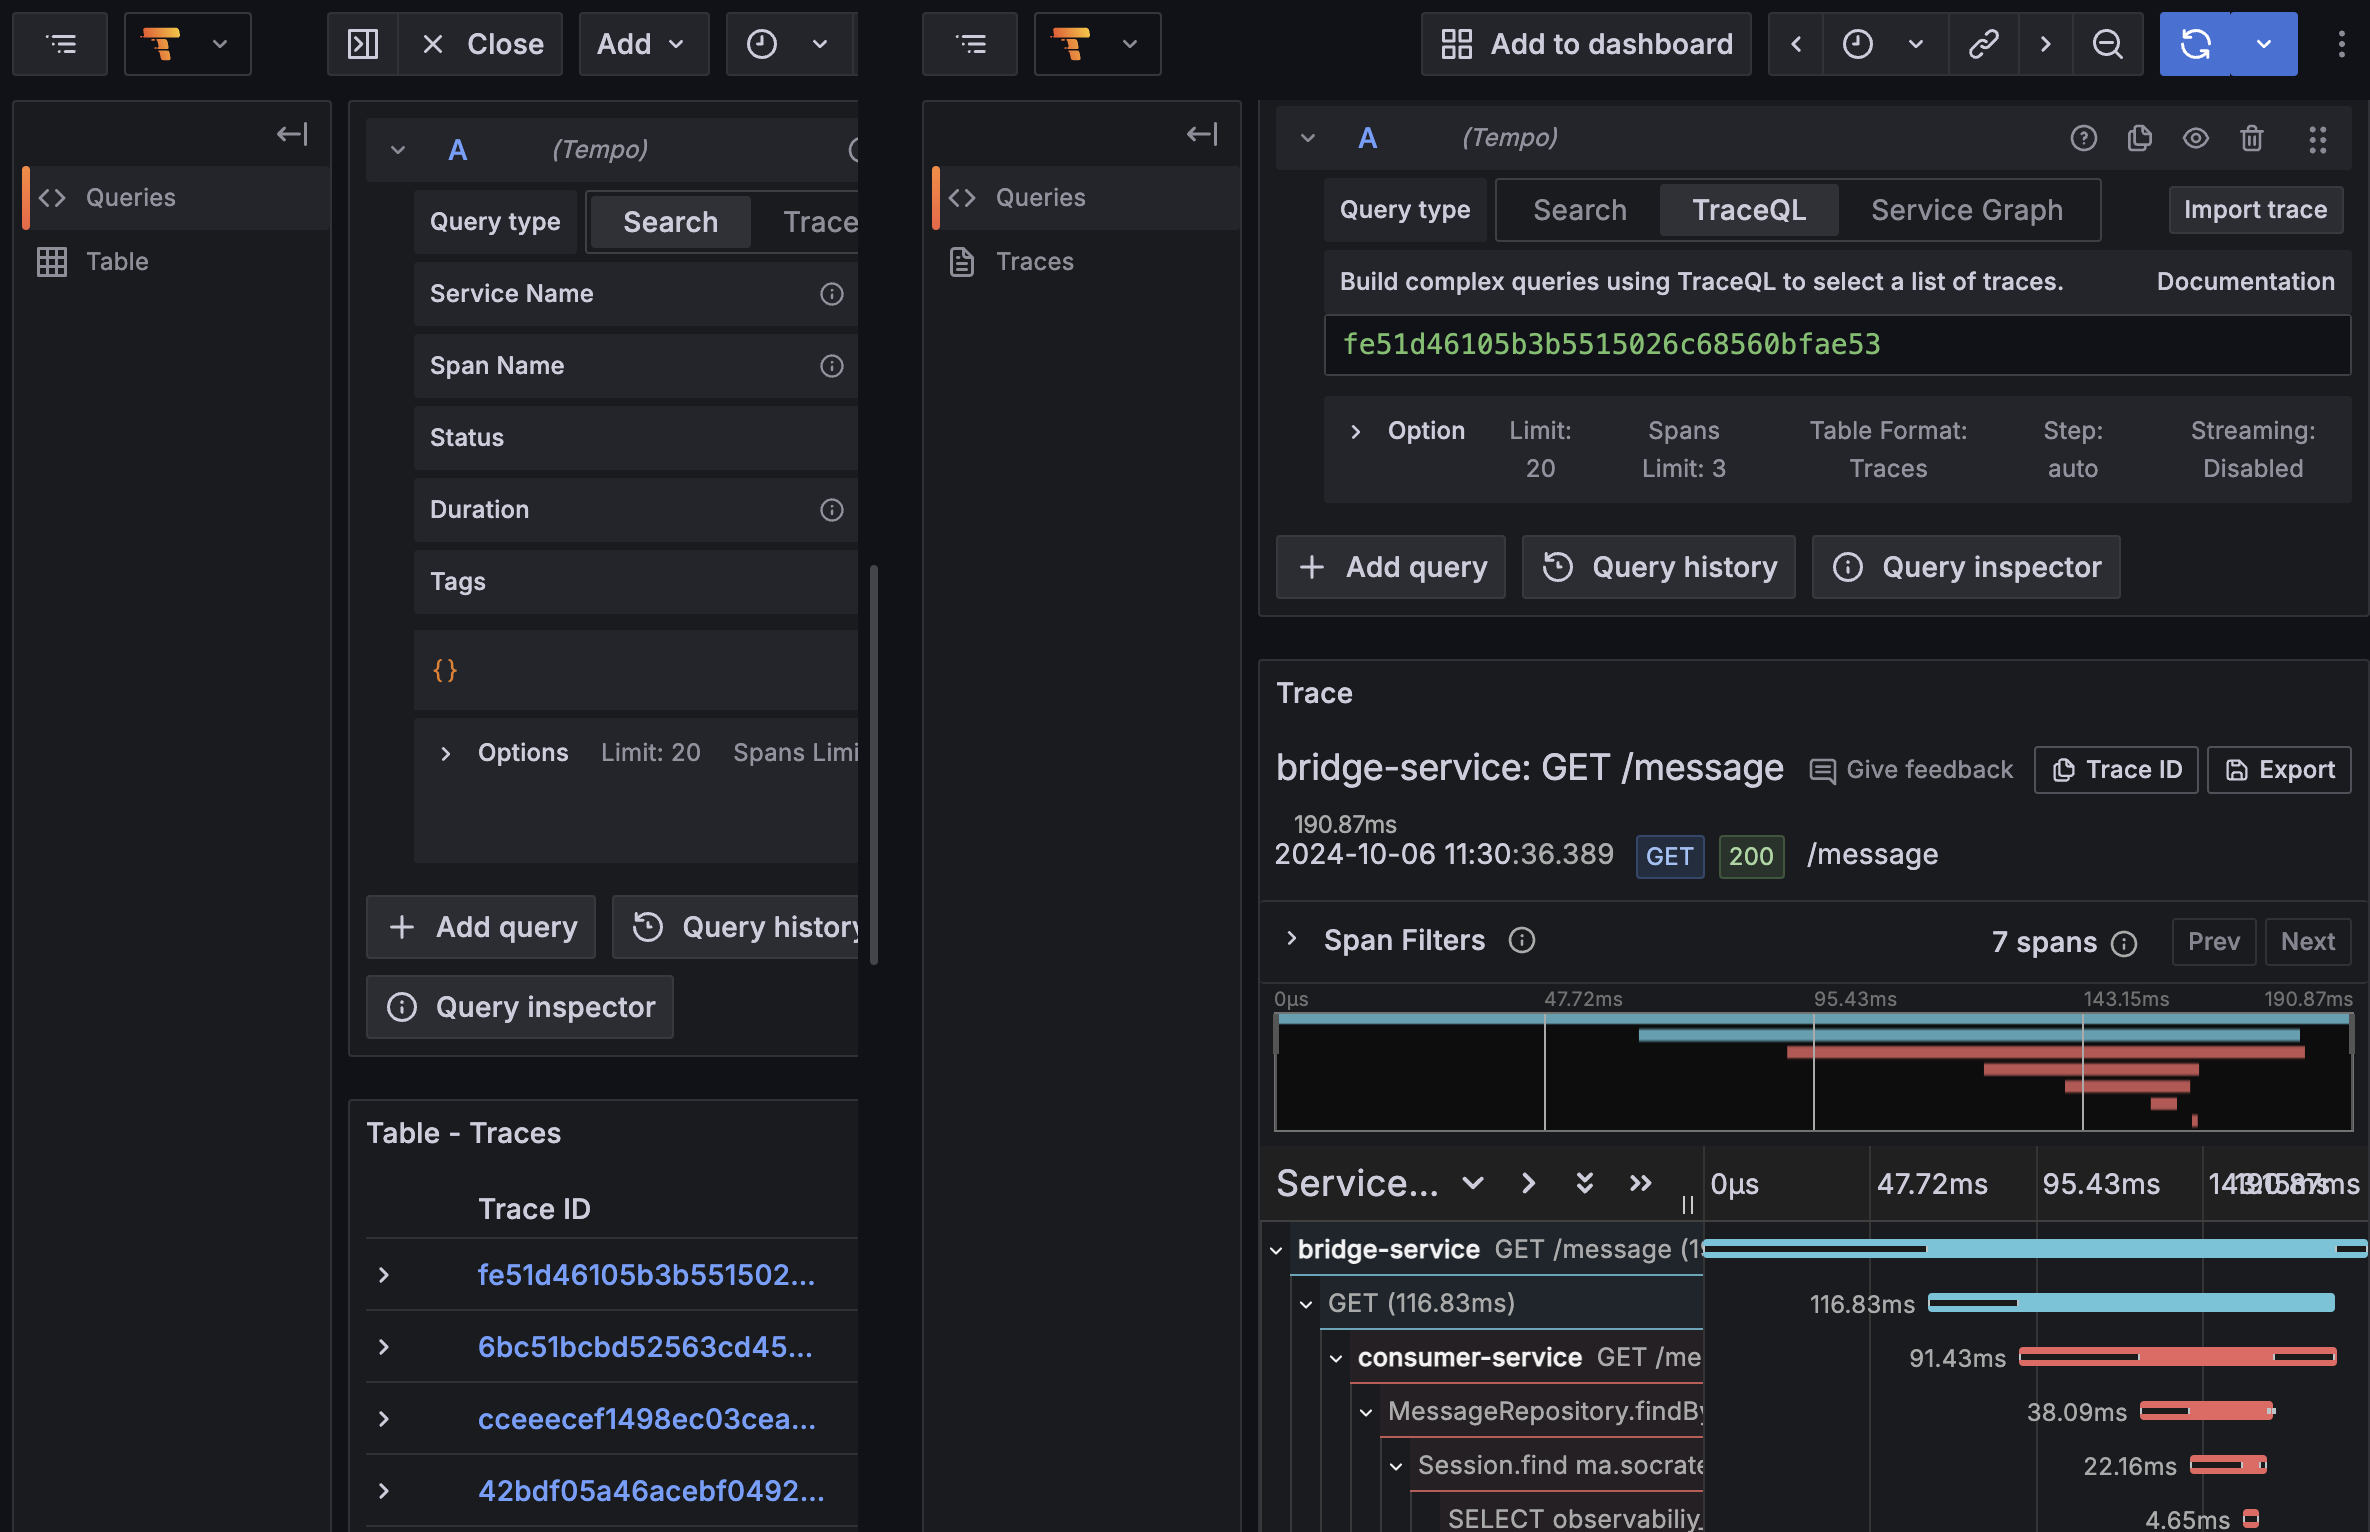 Close
Add
Queries
Table
A
(Tempo)
Query type
Search
Trace
Service Name
Span Name
Status
Duration
Tags
{}
Options
Limit: 20
Spans Limi
Add query
Query history
Query inspector
Table - Traces
Trace ID
fe51d46105b3b551502...
6bc51bcbd52563cd45...
cceeecef1498ec03cea...
42bdf05a46acebf0492...
Add to dashboard
Queries
Traces
A
(Tempo)
Query type
Search
TraceQL
Service Graph
Import trace
Build complex queries using TraceQL to select a list of traces.
Documentation
fe51d46105b3b5515026c68560bfae53
Option
Limit:
20
Spans
Limit: 3
Table Format:
Traces
Step:
auto
Streaming:
Disabled
Add query
Query history
Query inspector
Trace
bridge-service: GET /message
Give feedback
Trace ID
Export
190.87ms
2024-10-06 11:30:36.389
GET
200
/message
Span Filters
7 spans
Prev
Next
0μs
47.72ms
95.43ms
143.15ms
190.87ms
Service...
0μs
47.72ms
95.43ms
143.15ms
190.87ms
bridge-service GET /message (19
GET (116.83ms)
116.83ms
consumer-service GET /me
91.43ms
MessageRepository.findBy
38.09ms
Session.find ma.socrate
22.16ms
SELECT observabiliy_
4.65ms